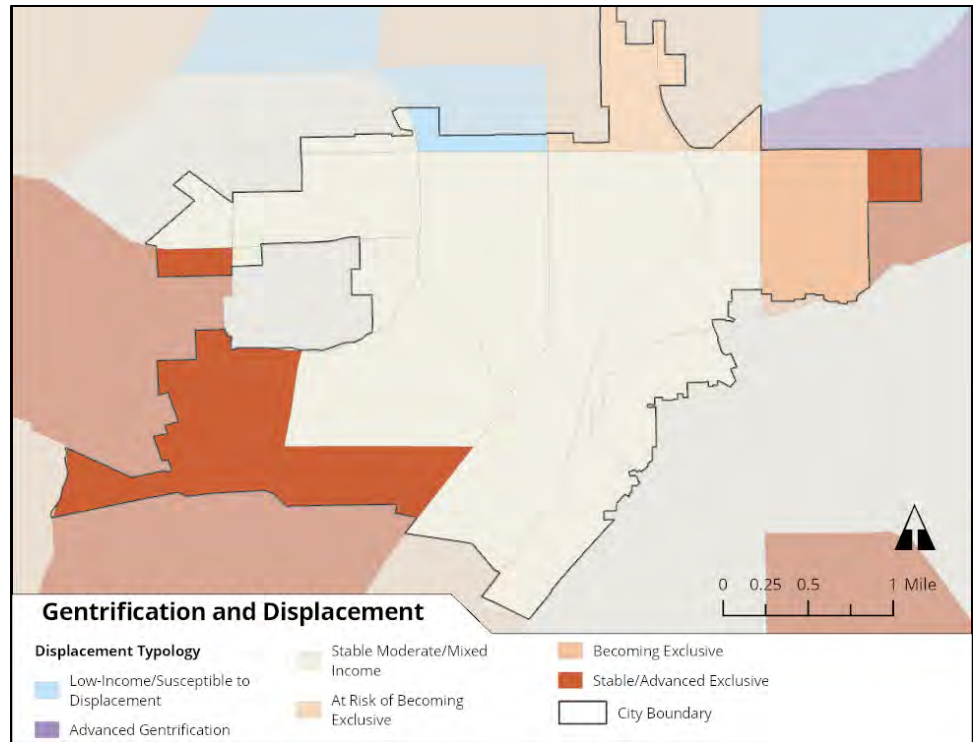 0 0.25 0.5 1 Mile
Gentrification and Displacement
Displacement Typology
Low-Income/Susceptible to
Displacement
Advanced Gentrification
Stable Moderate/Mixed
Income
At Risk of Becoming
Exclusive
Becoming Exclusive
Stable/Advanced Exclusive
City Boundary